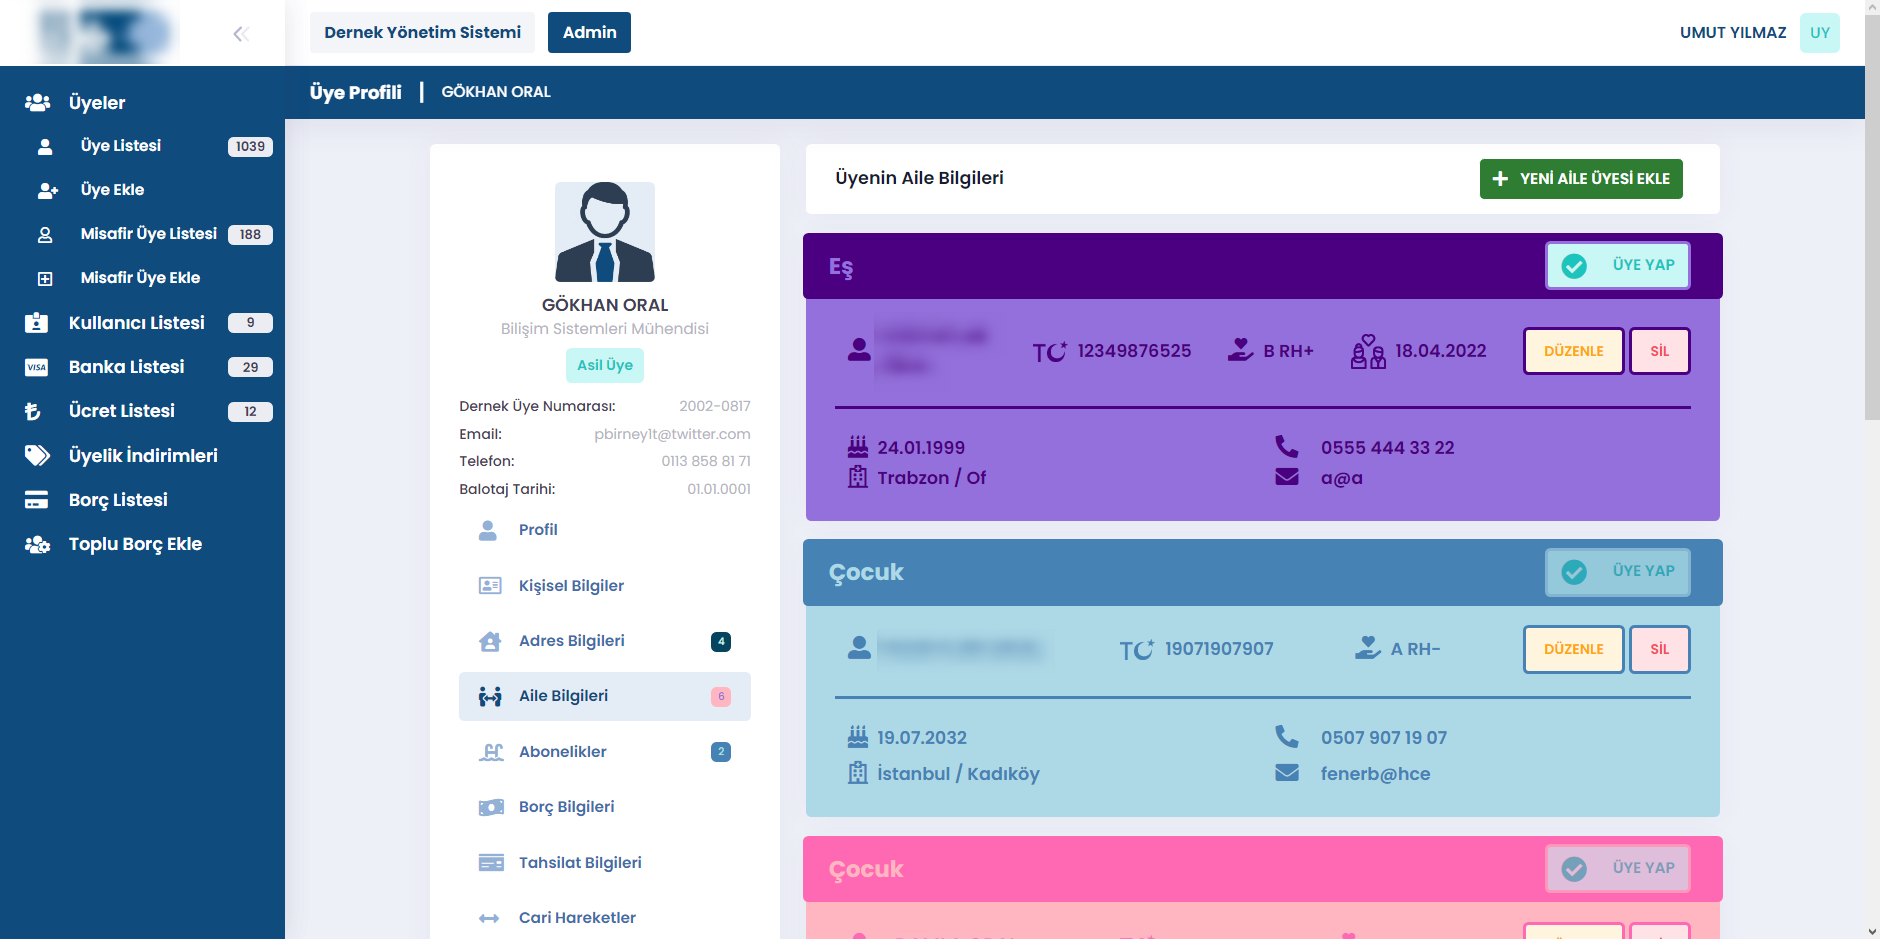 Dernek Yönetim Sistemi
Admin
UMUT YILMAZ
UY
Üyeler
Üye Listesi 1039
Üye Ekle
Misafir Üye Listesi 188
Misafir Üye Ekle
Kullanıcı Listesi 9
VISA Banka Listesi 29
Ücret Listesi 12
Üyelik İndirimleri
Borç Listesi
Toplu Borç Ekle
Üye Profili | GÖKHAN ORAL
GÖKHAN ORAL
Bilişim Sistemleri Mühendisi
Asil Üye
Dernek Üye Numarası: 2002-0817
Email: pbirney1t@twitter.com
Telefon: 0113 858 81 71
Balotaj Tarihi: 01.01.0001
Profil
Kişisel Bilgiler
Adres Bilgileri 4
Aile Bilgileri 6
Abonelikler 2
Borç Bilgileri
Tahsilat Bilgileri
Cari Hareketler
Üyenin Aile Bilgileri
YENİ AİLE ÜYESİ EKLE
Eş
ÜYE YAP
TC 12349876525
B RH+
18.04.2022
DÜZENLE
SİL
24.01.1999
0555 444 33 22
Trabzon / Of
a@a
Çocuk
ÜYE YAP
TC 19071907907
A RH-
DÜZENLE
SİL
19.07.2032
0507 907 19 07
İstanbul / Kadıköy
fenerb@hce
Çocuk
ÜYE YAP